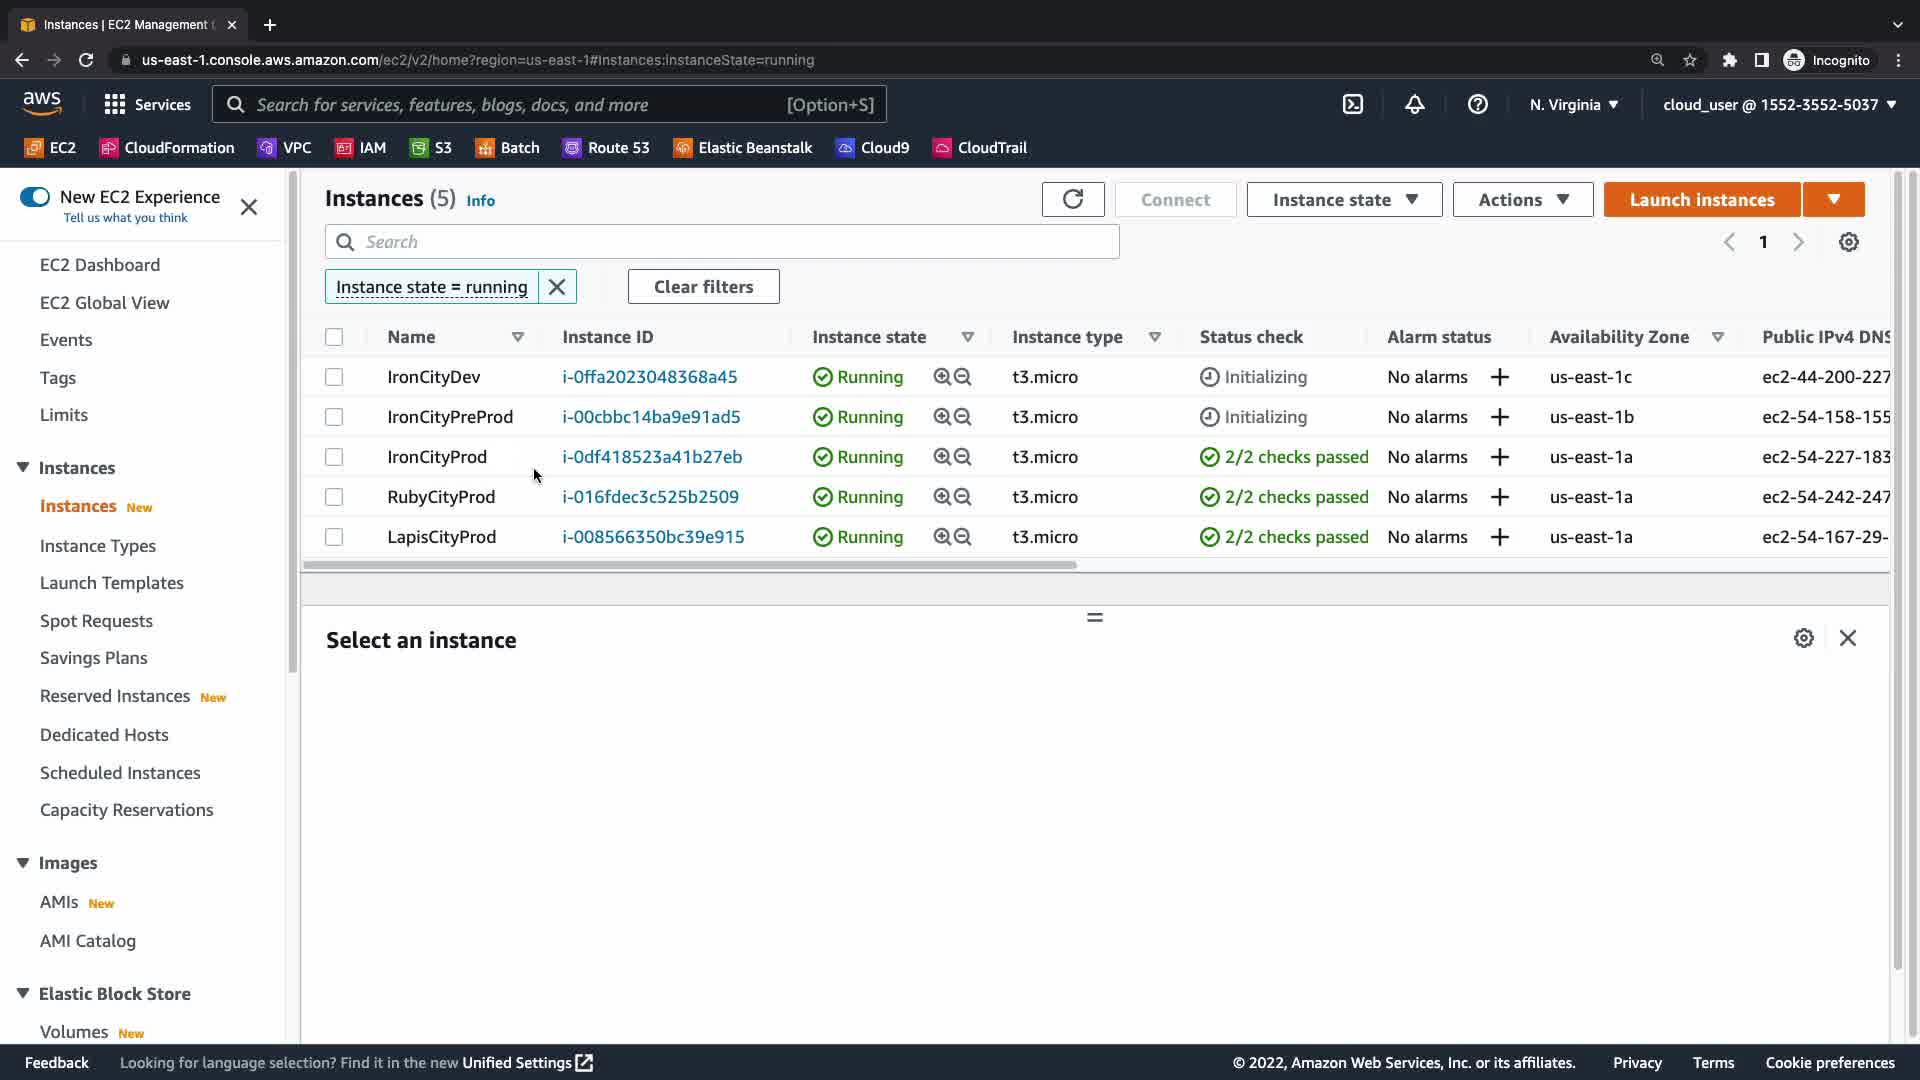 Instances | EC2 Management
us-east-1.console.aws.amazon.com/ec2/v2/home?region=us-east-1#Instances:InstanceState=running
Incognito
aws
Services
Search for services, features, blogs, docs, and more
[Option+S]
N. Virginia
cloud_user @ 1552-3552-5037
EC2
CloudFormation
VPC
IAM
S3
Batch
Route 53
Elastic Beanstalk
Cloud9
CloudTrail
New EC2 Experience
Tell us what you think
EC2 Dashboard
EC2 Global View
Events
Tags
Limits
Instances
Instances New
Instance Types
Launch Templates
Spot Requests
Savings Plans
Reserved Instances New
Dedicated Hosts
Scheduled Instances
Capacity Reservations
Images
AMIs New
AMI Catalog
Elastic Block Store
Volumes New
Instances (5) Info
Connect
Instance state
Actions
Launch instances
Search
1
Instance state = running
Clear filters
Name Instance ID Instance state Instance type Status check Alarm status Availability Zone Public IPv4 DNS
IronCityDev i-0ffa2023048368a45 Running t3.micro Initializing No alarms + us-east-1c ec2-44-200-227
IronCityPreProd i-00cbbc14ba9e91ad5 Running t3.micro Initializing No alarms + us-east-1b ec2-54-158-155
IronCityProd i-0df418523a41b27eb Running t3.micro 2/2 checks passed No alarms + us-east-1a ec2-54-227-183
RubyCityProd i-016fdec3c525b2509 Running t3.micro 2/2 checks passed No alarms + us-east-1a ec2-54-242-247
LapisCityProd i-008566350bc39e915 Running t3.micro 2/2 checks passed No alarms + us-east-1a ec2-54-167-29-
Select an instance
Feedback
Looking for language selection? Find it in the new Unified Settings
© 2022, Amazon Web Services, Inc. or its affiliates.
Privacy
Terms
Cookie preferences